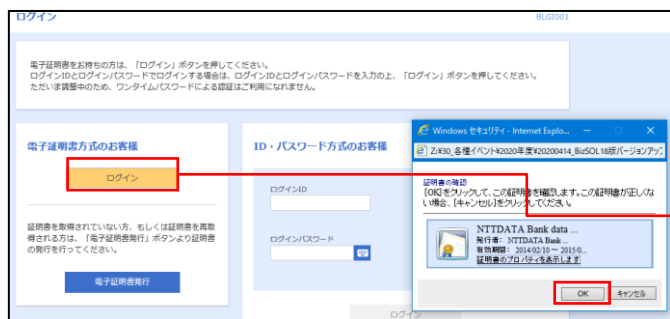 ログイン
BLGI001
電子証明書をお持ちの方は、「ログイン」ボタンを押してください。
ログインIDとログインパスワードでログインする場合は、ログインIDとログインパスワードを入力の上、「ログイン」ボタンを押してください。
ただいま調整中のため、ワンタイムパスワードによる認証はご利用になれません。
電子証明書方式のお客様
ログイン
証明書を取得されていない方、もしくは証明書を再取
得される方は、「電子証明書発行」ボタンより証明書
の発行を行ってください。
電子証明書発行
ID・パスワード方式のお客様
ログインID
ログインパスワード
ログイン
Windows セキュリティ - Internet Explo...
Z:¥30_各種イベント¥2020年度¥20200414_BizSOL18版バージョンアップ
証明書の確認
[OK]をクリックして、この証明書を確認します。この証明書が正しくな
い場合、[キャンセル]をクリックしてください。
NTTDATA Bank data ...
発行者: NTTDATA Bank ...
有効期間: 2014/02/10 ～ 2015/0...
証明書のプロパティを表示します
OK
キャンセル